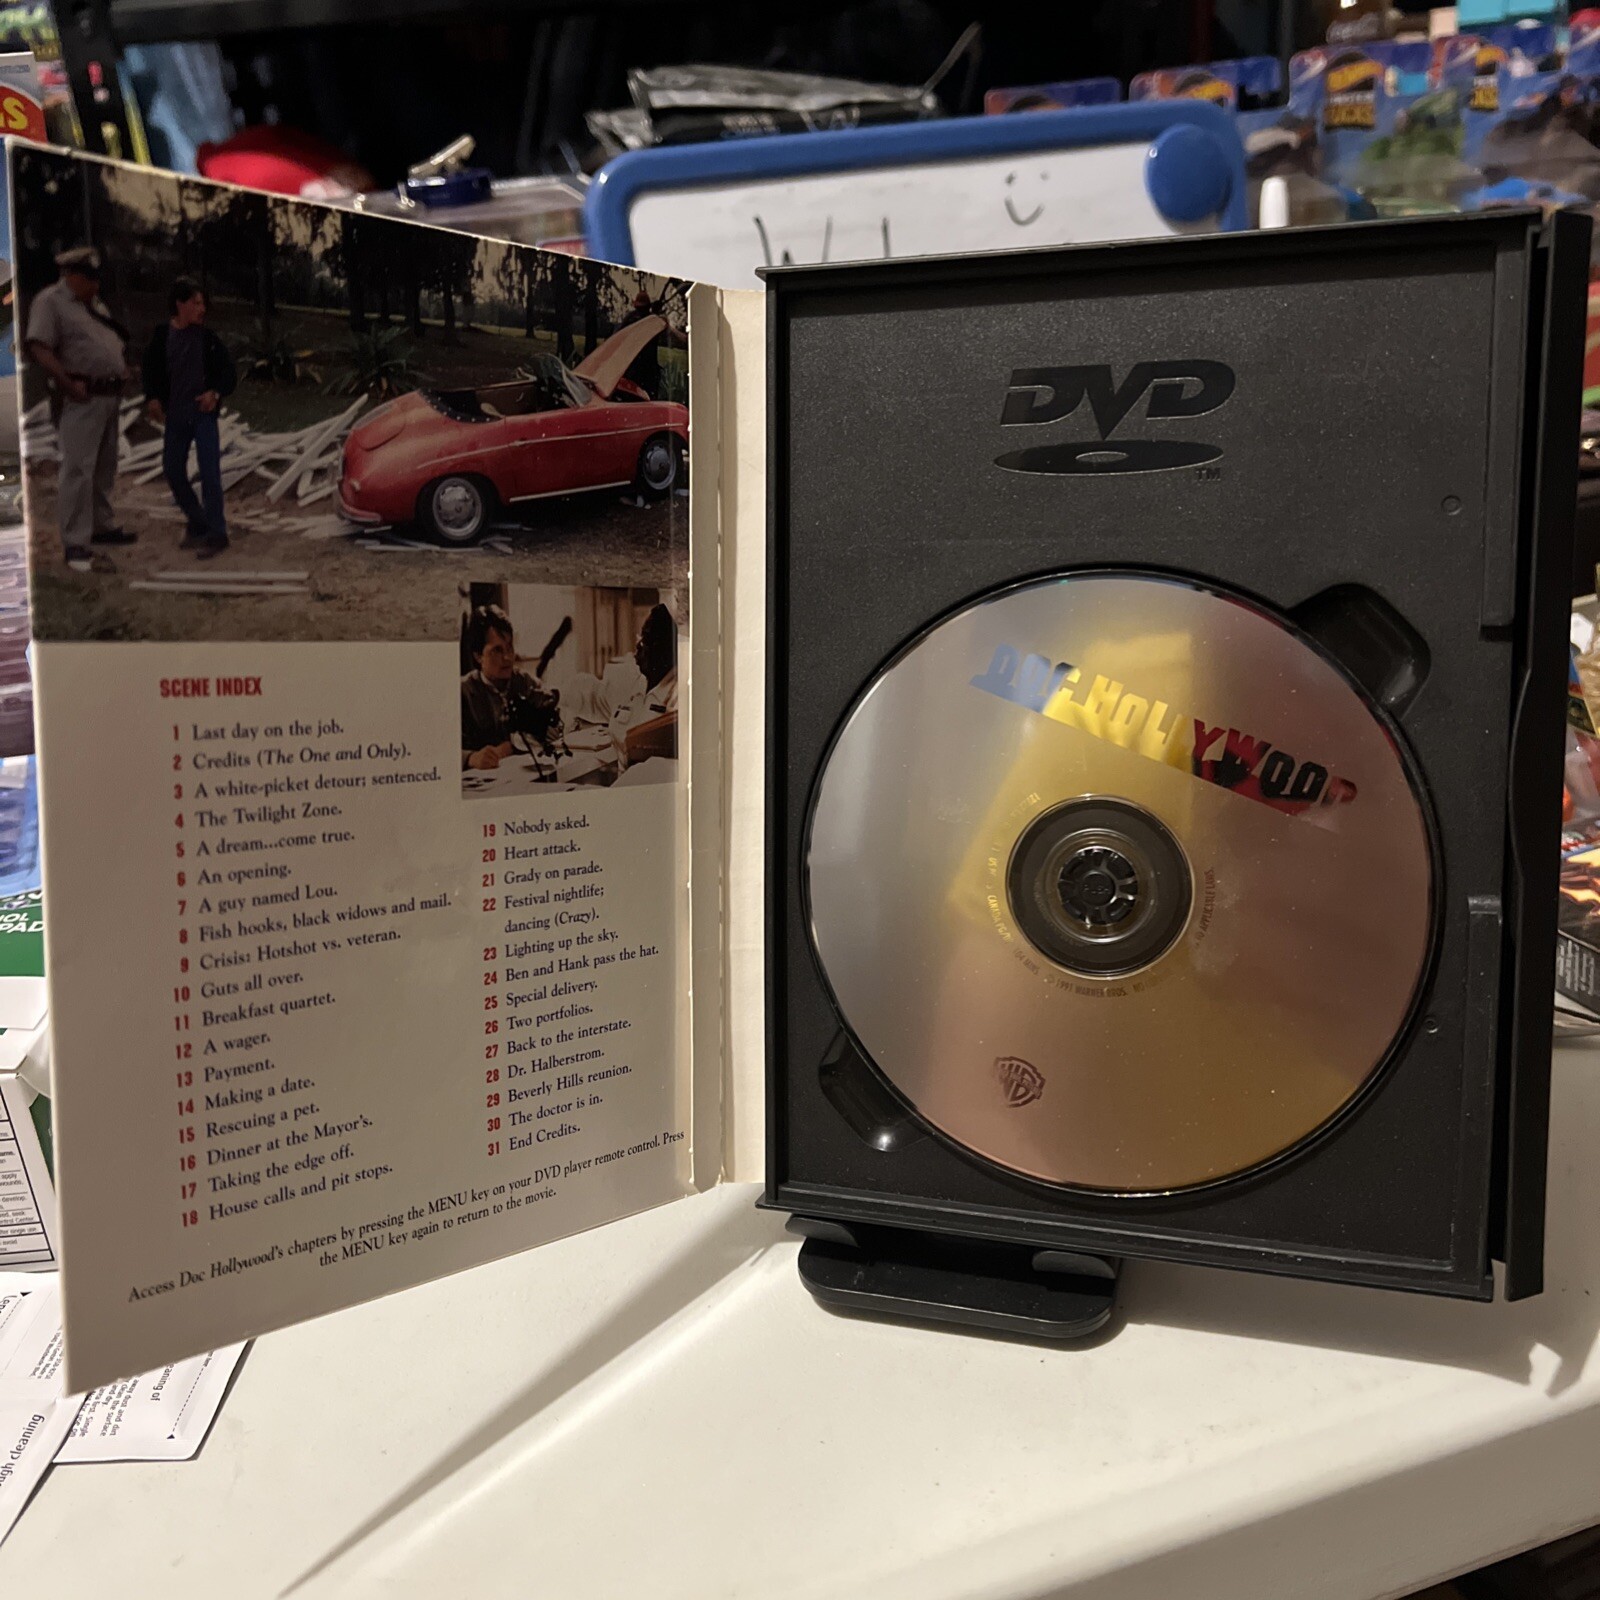 SCENE INDEX
1 Last day on the job.
2 Credits (The One and Only).
3 A white-picket detour; sentenced.
4 The Twilight Zone.
5 A dream...come true.
6 An opening.
7 A guy named Lou.
8 Fish hooks, black widows and mail.
9 Crisis: Hotshot vs. veteran.
10 Guts all over.
11 Breakfast quartet.
12 A wager.
13 Payment.
14 Making a date.
15 Rescuing a pet.
16 Dinner at the Mayor's.
17 Taking the edge off.
18 House calls and pit stops.
19 Nobody asked.
20 Heart attack.
21 Grady on parade.
22 Festival nightlife;
dancing (Crazy).
23 Lighting up the sky.
24 Ben and Hank pass the hat.
25 Special delivery.
26 Two portfolios.
27 Back to the interstate.
28 Dr. Halberstrom.
29 Beverly Hills reunion.
30 The doctor is in.
31 End Credits.
Access Doc Hollywood's chapters by pressing the MENU key on your DVD player remote control. Press
the MENU key again to return to the movie.
DVD
TM
DOC HOLLYWOOD
PUSH
WB